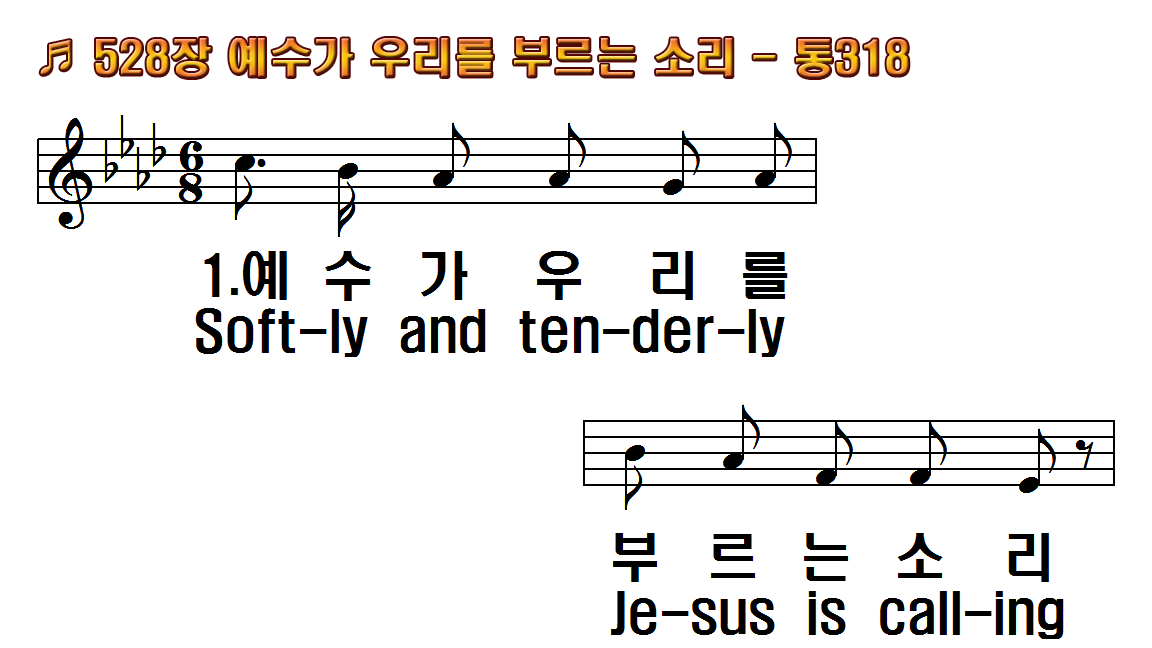 ♬ 528장 예수가 우리를 부르는 소리 - 통318
6
8
1.예 수 가 우 리 를
Soft-ly and ten-der-ly
부 르 는 소 리
Je-sus is call-ing